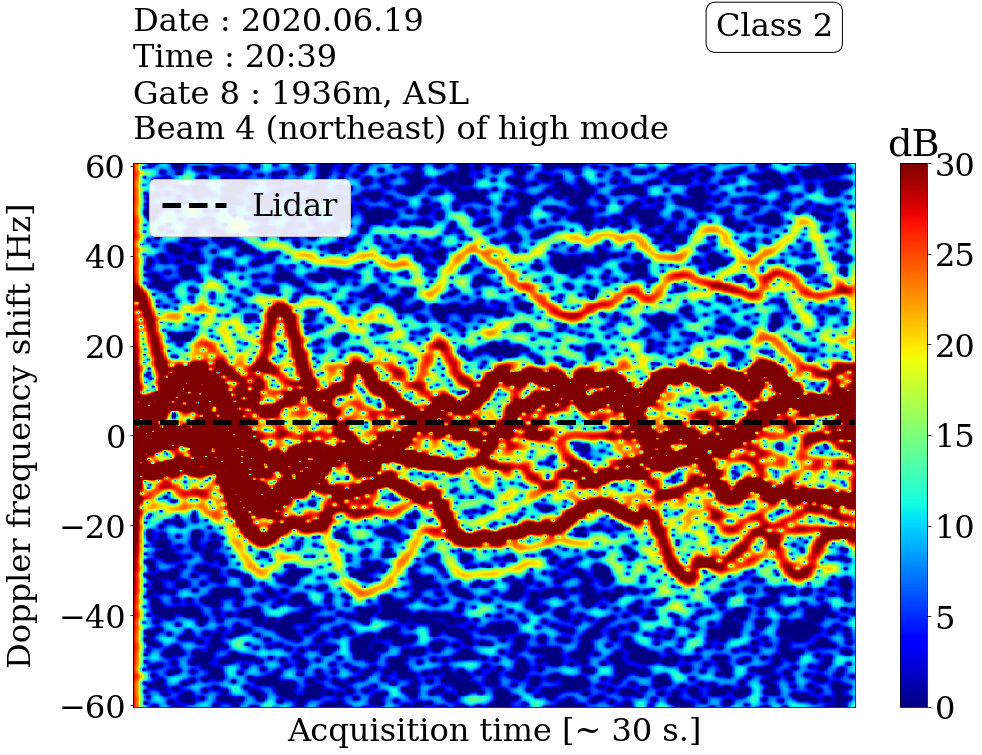 Date : 2020.06.19
Time : 20:39
Gate 8 : 1936m, ASL
Beam 4 (northeast) of high mode
Class 2
dB
Lidar
60
40
20
0
−20
−40
−60
Doppler frequency shift [Hz]
Acquisition time [~ 30 s.]
30
25
20
15
10
5
0